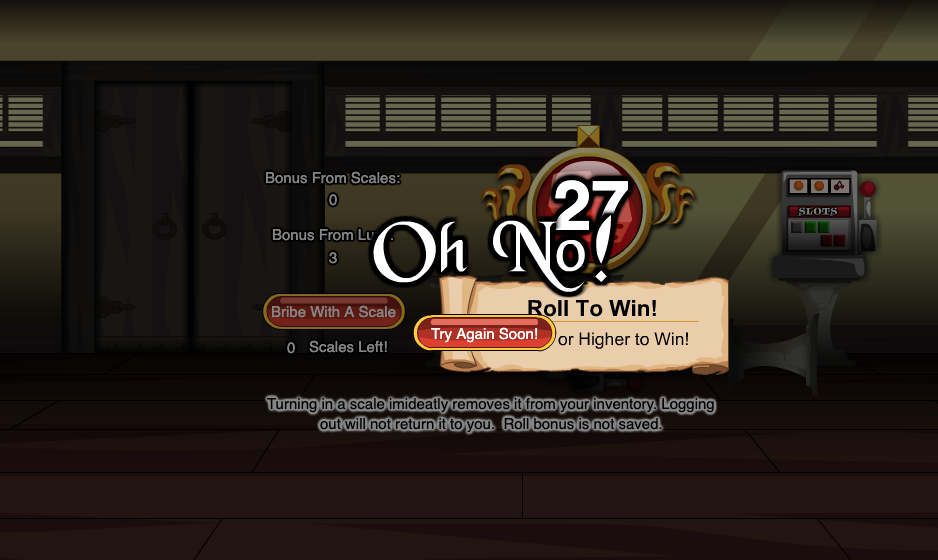 Bonus From Scales:
0
27
Bonus From
3
Oh No!
Bribe With A Scale
0 Scales Left!
Roll To Win!
Try Again Soon!
or Higher to Win!
SLOTS
Turning in a scale imideatly removes it from your inventory. Logging
out will not return it to you. Roll bonus is not saved.